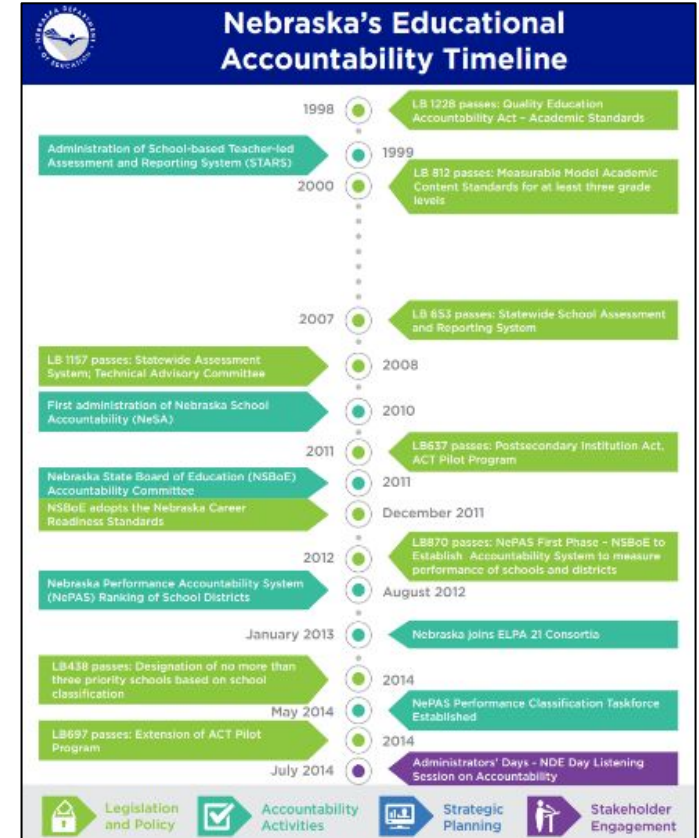 NEBRASKA DEPARTMENT
OF EDUCATION
Nebraska's Educational
Accountability Timeline
1998
LB 1228 passes: Quality Education
Accountability Act – Academic Standards
Administration of School-based Teacher-led
Assessment and Reporting System (STARS)
1999
2000
LB 812 passes: Measurable Model Academic
Content Standards for at least three grade
levels
2007
LB 653 passes: Statewide School Assessment
and Reporting System
LB 1157 passes: Statewide Assessment
System; Technical Advisory Committee
2008
First administration of Nebraska School
Accountability (NeSA)
2010
2011
LB637 passes: Postsecondary Institution Act,
ACT Pilot Program
Nebraska State Board of Education (NSBoE)
Accountability Committee
2011
NSBoE adopts the Nebraska Career
Readiness Standards
December 2011
2012
LB870 passes: NePAS First Phase – NSBoE to
Establish Accountability System to measure
performance of schools and districts
Nebraska Performance Accountability System
(NePAS) Ranking of School Districts
August 2012
January 2013
Nebraska joins ELPA 21 Consortia
LB438 passes: Designation of no more than
three priority schools based on school
classification
2014
May 2014
NePAS Performance Classification Taskforce
Established
LB697 passes: Extension of ACT Pilot
Program
2014
July 2014
Administrators' Days - NDE Day Listening
Session on Accountability
Legislation
and Policy
Accountability
Activities
Strategic
Planning
Stakeholder
Engagement